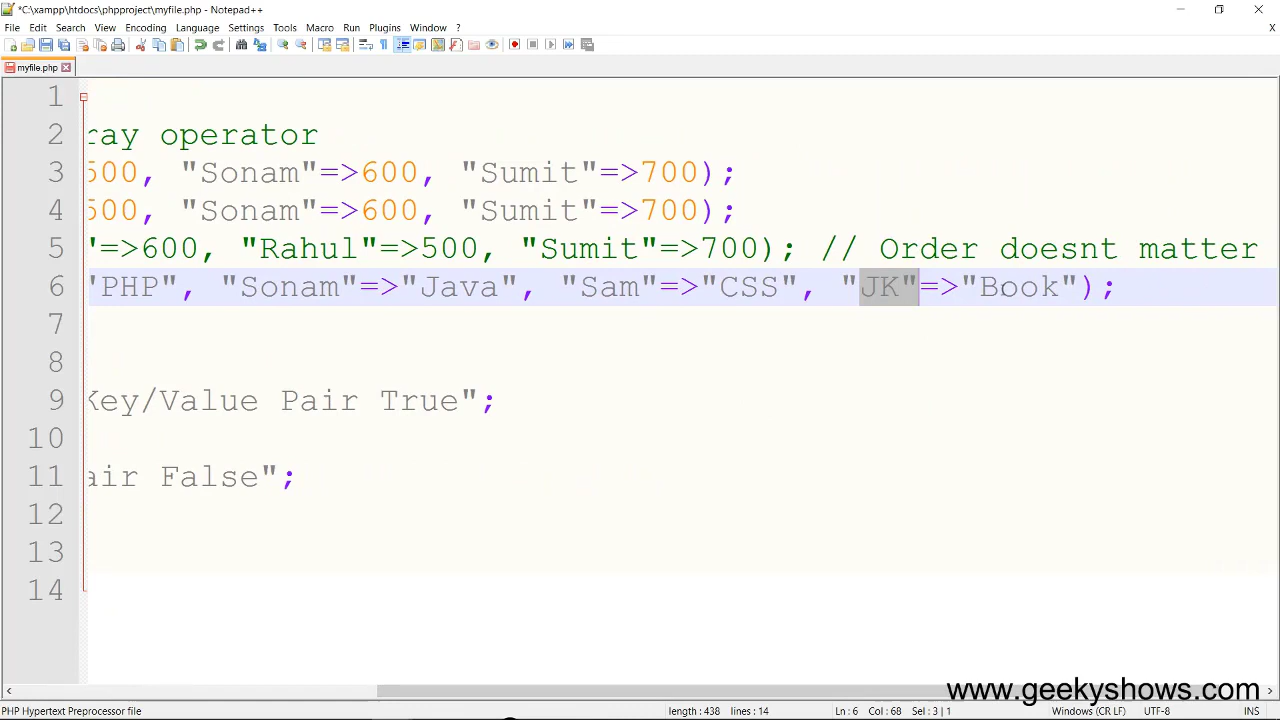 *C:\xampp\htdocs\phpproject\myfile.php - Notepad++
File Edit Search View Encoding Language Settings Tools Macro Run Plugins Window ?
X
myfile.php
1
2 ray operator
3 500, "Sonam"=>600, "Sumit"=>700);
4 500, "Sonam"=>600, "Sumit"=>700);
5 "=>600, "Rahul"=>500, "Sumit"=>700); // Order doesnt matter
6 "PHP", "Sonam"=>"Java", "Sam"=>"CSS", "JK"=>"Book");
7
8
9 Key/Value Pair True";
10
11 air False";
12
13
14
www.geekyshows.com
PHP Hypertext Preprocessor file length : 438 lines : 14 Ln : 6 Col : 68 Sel : 3 | 1 Windows (CR LF) UTF-8 INS